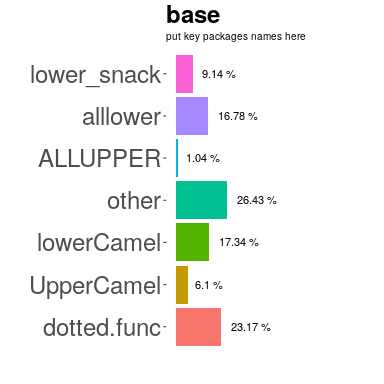 base
put key packages names here
lower_snack 9.14 %
alllower 16.78 %
ALLUPPER 1.04 %
other 26.43 %
lowerCamel 17.34 %
UpperCamel 6.1 %
dotted.func 23.17 %